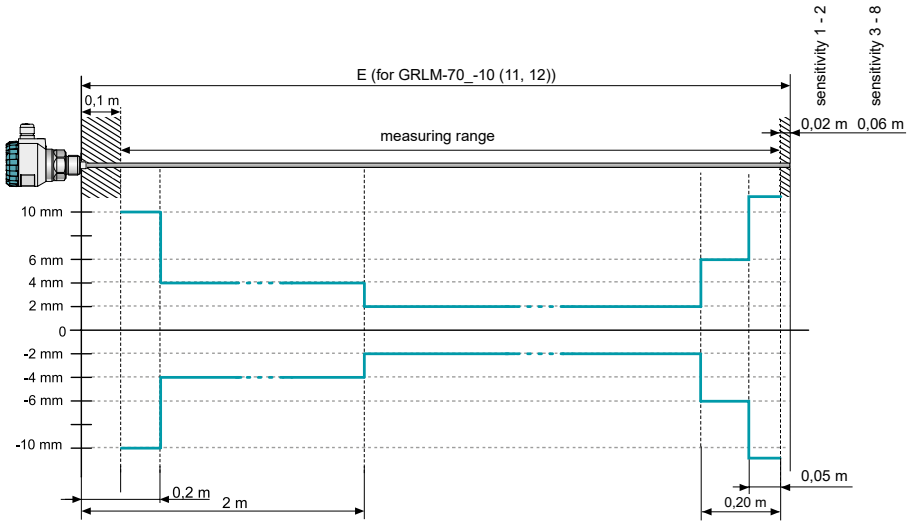 sensitivity 1 - 2
sensitivity 3 - 8
E (for GRLM-70_-10 (11, 12))
0,1 m
0,02 m 0,06 m
measuring range
10 mm
6 mm
4 mm
2 mm
0
-2 mm
-4 mm
-6 mm
-10 mm
0,2 m
0,05 m
2 m
0,20 m